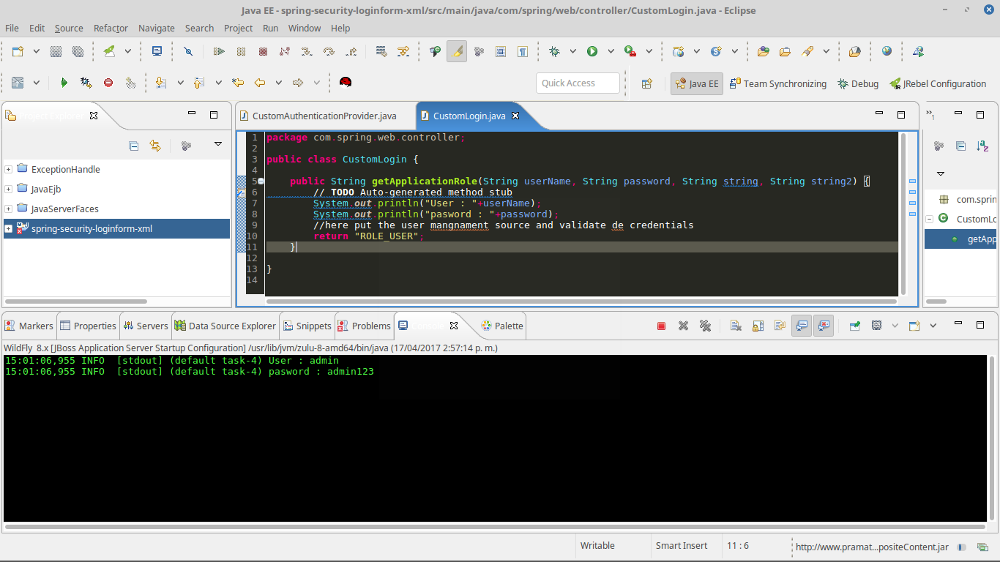 Java EE - spring-security-loginform-xml/src/main/java/com/spring/web/controller/CustomLogin.java - Eclipse
File Edit Source Refactor Navigate Search Project Run Window Help
Quick Access
Java EE Team Synchronizing Debug JRebel Configuration
Project Explorer
CustomAuthenticationProvider.java CustomLogin.java
»1
ExceptionHandle
JavaEjb
JavaServerFaces
spring-security-loginform-xml
1 package com.spring.web.controller;
2
3 public class CustomLogin {
4
5 public String getApplicationRole(String userName, String password, String string, String string2) {
6 // TODO Auto-generated method stub
7 System.out.println("User : "+userName);
8 System.out.println("pasword : "+password);
9 //here put the user mangnament source and validate de credentials
10 return "ROLE_USER";
11 }
12
13 }
14
com.sprin
CustomLo
getApp
Markers Properties Servers Data Source Explorer Snippets Problems Console Palette
WildFly 8.x [JBoss Application Server Startup Configuration] /usr/lib/jvm/zulu-8-amd64/bin/java (17/04/2017 2:57:14 p. m.)
15:01:06,955 INFO [stdout] (default task-4) User : admin
15:01:06,955 INFO [stdout] (default task-4) pasword : admin123
Writable Smart Insert 11 : 6 http://www.pramat...positeContent.jar